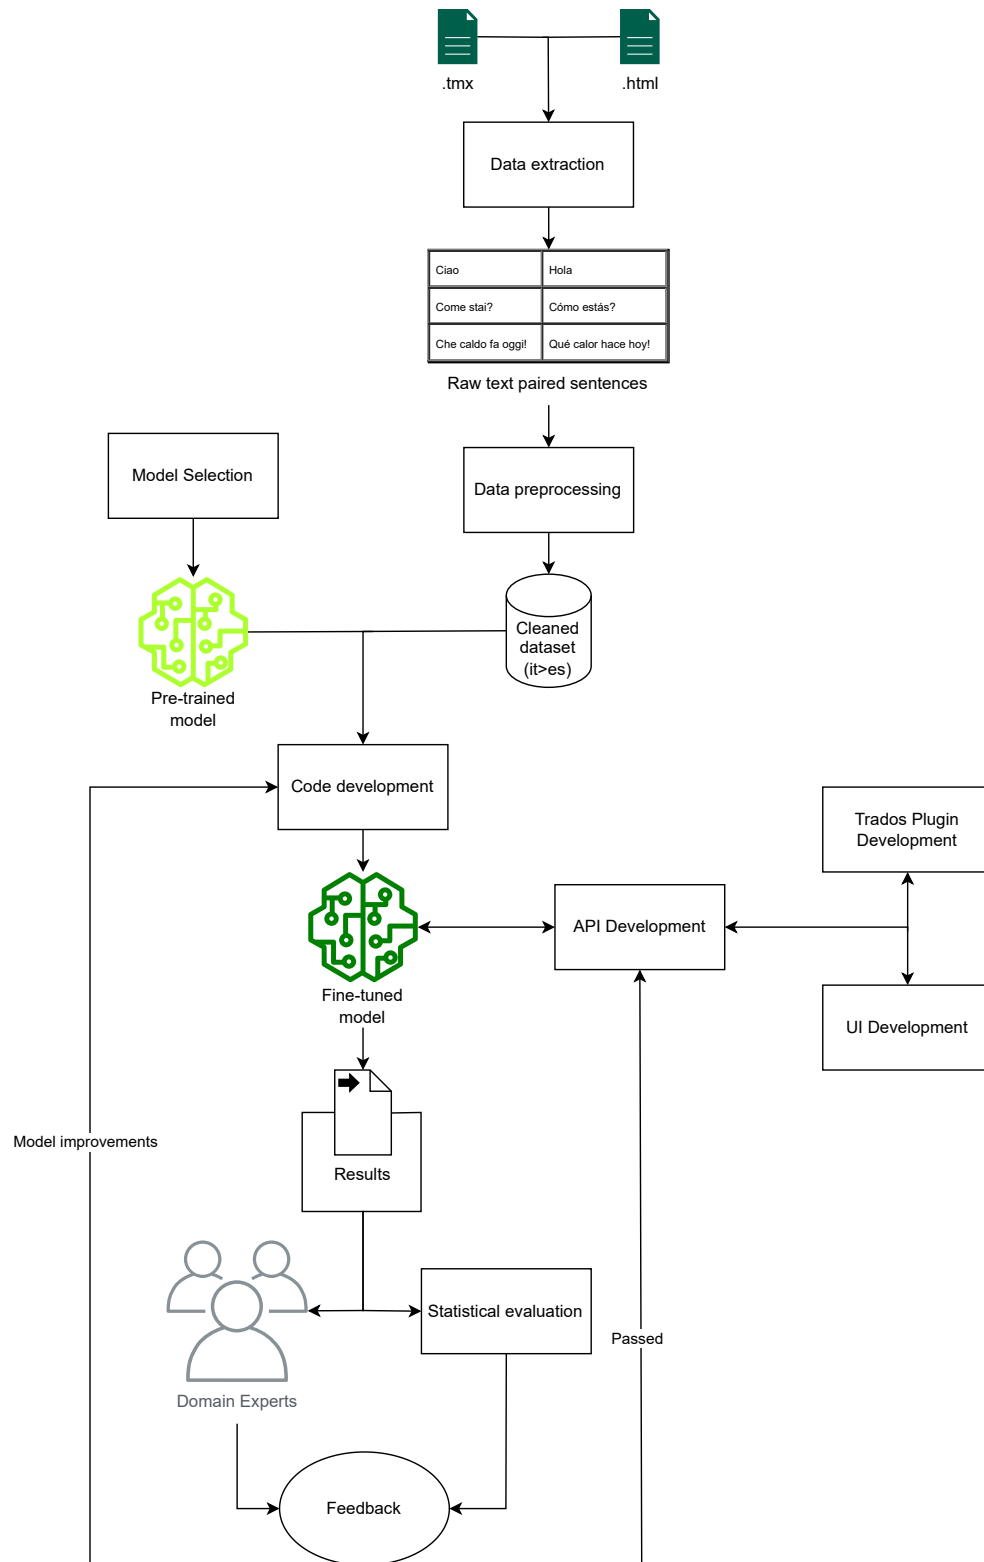 .tmx
.html
Data extraction
Ciao
Hola
Come stai?
Cómo estás?
Che caldo fa oggi!
Qué calor hace hoy!
Raw text paired sentences
Model Selection
Data preprocessing
Cleaned
dataset
(it>es)
Pre-trained
model
Code development
Trados Plugin
Development
API Development
Fine-tuned
model
UI Development
Model improvements
Results
Statistical evaluation
Passed
Domain Experts
Feedback